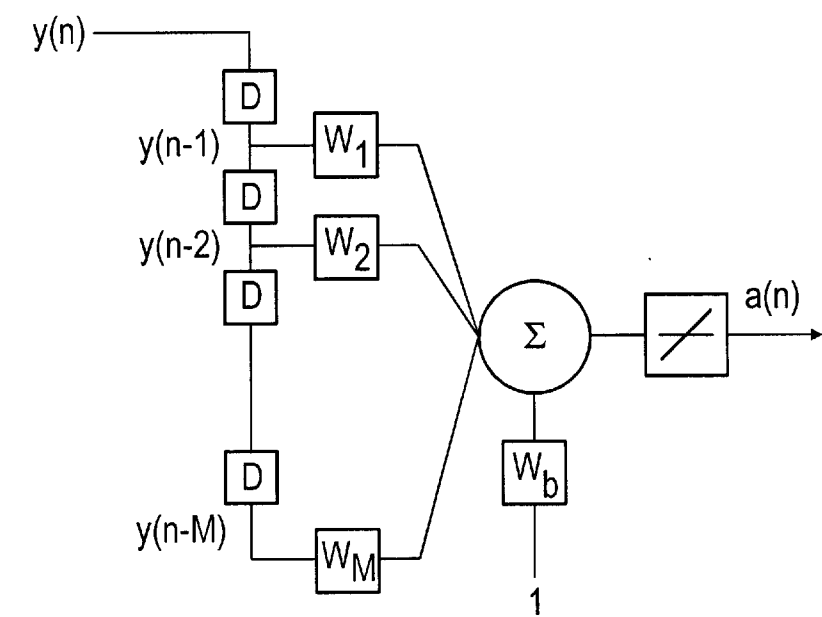 y(n)
D
y(n-1)
W1
D
y(n-2)
W2
D
Σ
a(n)
D
Wb
y(n-M)
WM
1